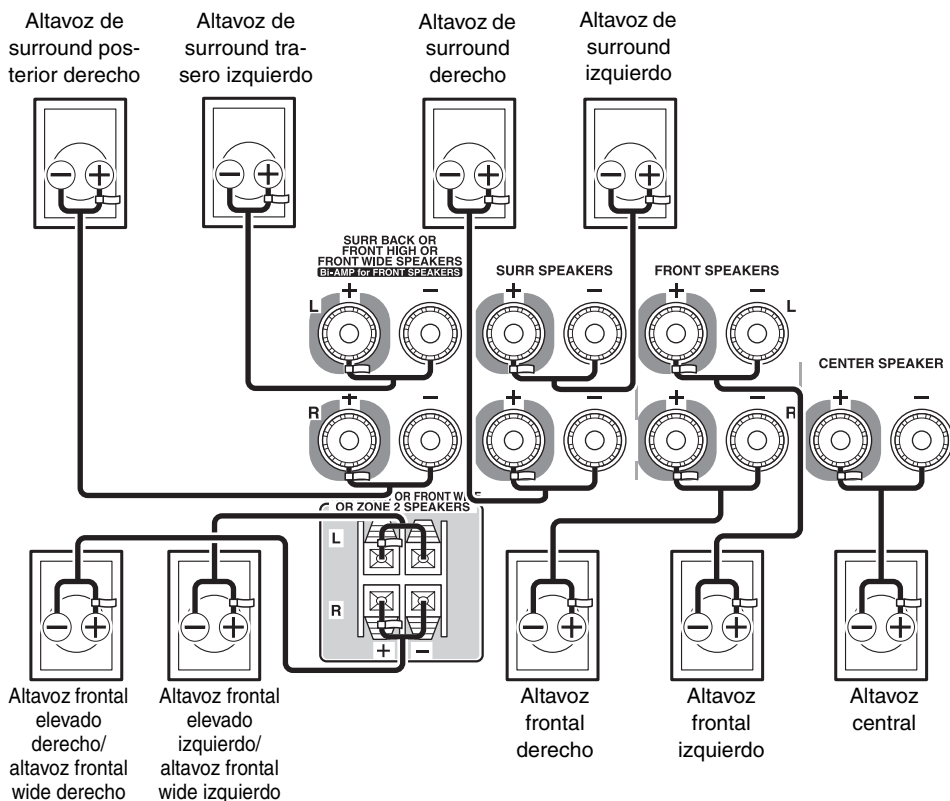 Altavoz de
surround pos-
terior derecho
Altavoz de
surround tra-
sero izquierdo
Altavoz de
surround
derecho
Altavoz de
surround
izquierdo
SURR BACK OR
FRONT HIGH OR
FRONT WIDE SPEAKERS
Bi-AMP for FRONT SPEAKERS
SURR SPEAKERS
FRONT SPEAKERS
L
L
CENTER SPEAKER
R
R
OR FRONT
OR ZONE 2 SPEAKERS
L
R
Altavoz frontal
elevado
derecho/
altavoz frontal
wide derecho
Altavoz frontal
elevado
izquierdo/
altavoz frontal
wide izquierdo
Altavoz
frontal
derecho
Altavoz
frontal
izquierdo
Altavoz
central